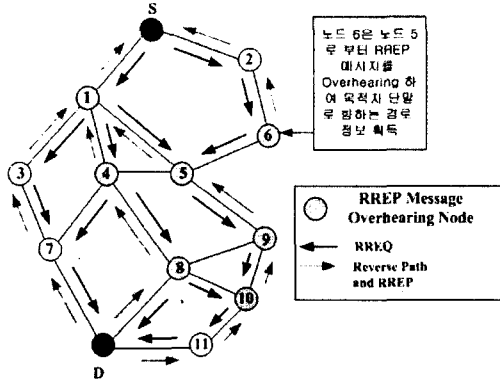 S
노드 6은 노드 5
로 부터 RREP
메시지를
Overhearing 하
여 목적지 단말
로 향하는 경로
정보 획득
2
1
6
3
4
5
RREP Message
Overhearing Node
RREQ
Reverse Path
and RREP
7
8
9
10
11
D